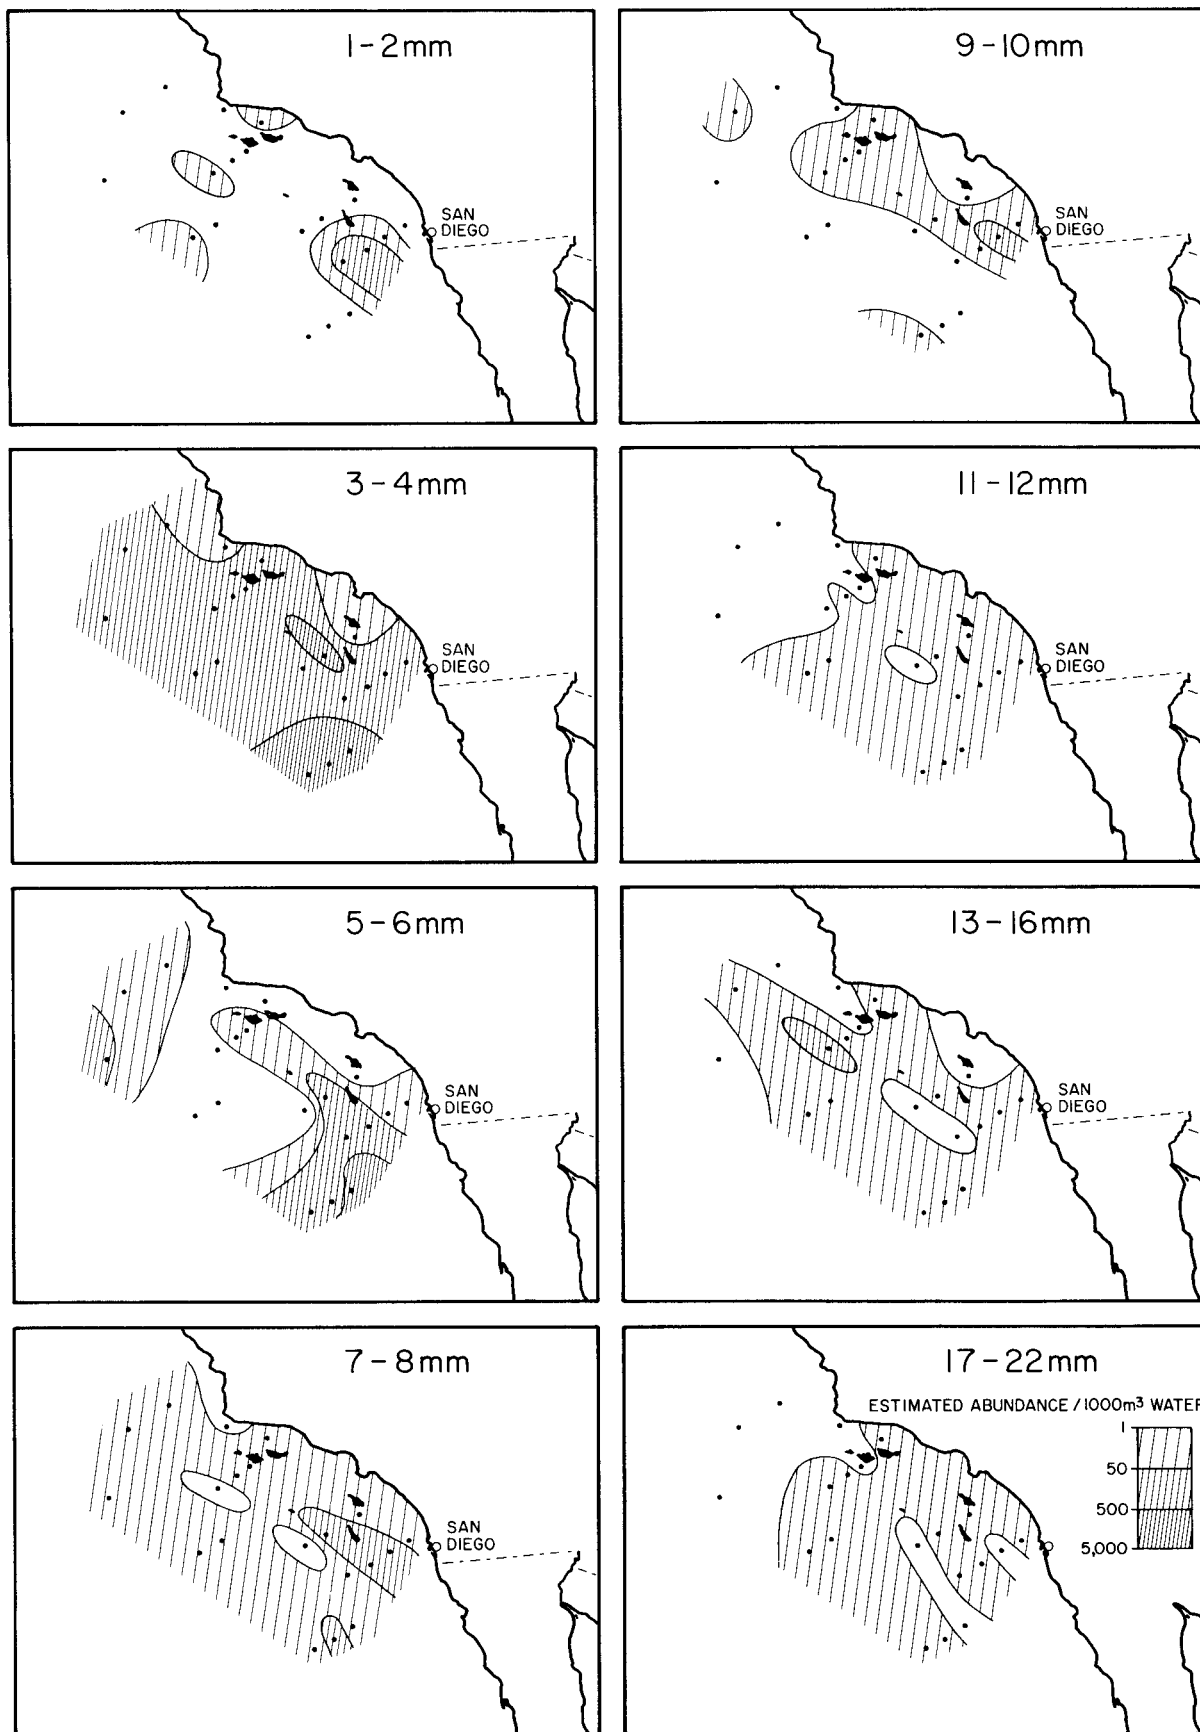 1-2mm
SAN
DIEGO
3-4mm
SAN
DIEGO
5-6mm
SAN
DIEGO
7-8mm
SAN
DIEGO
9-10mm
SAN
DIEGO
11-12mm
SAN
DIEGO
13-16mm
SAN
DIEGO
17-22mm
ESTIMATED ABUNDANCE / 1000m³ WATER
1
50
500
5,000